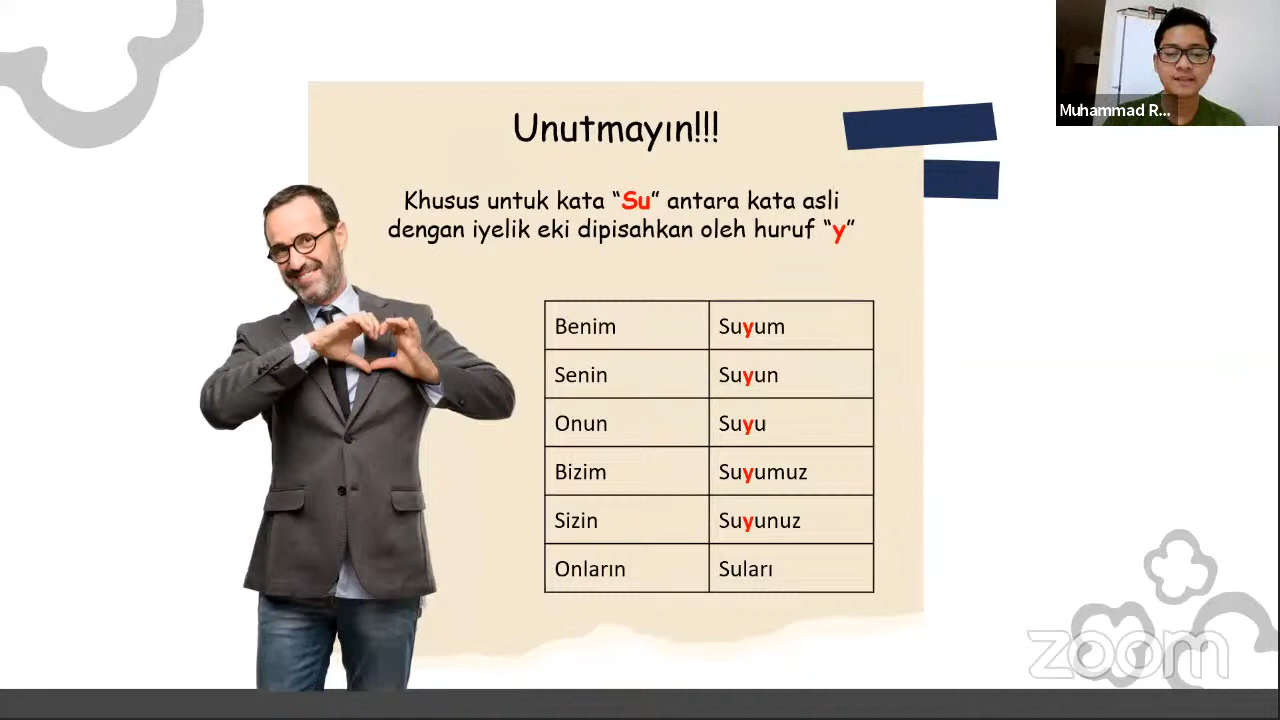 Unutmayın!!!
Muhammad R...
Khusus untuk kata “Su” antara kata asli
dengan iyelik eki dipisahkan oleh huruf “y”
Benim Suyum
Senin Suyun
Onun Suyu
Bizim Suyumuz
Sizin Suyunuz
Onların Suları
zoom